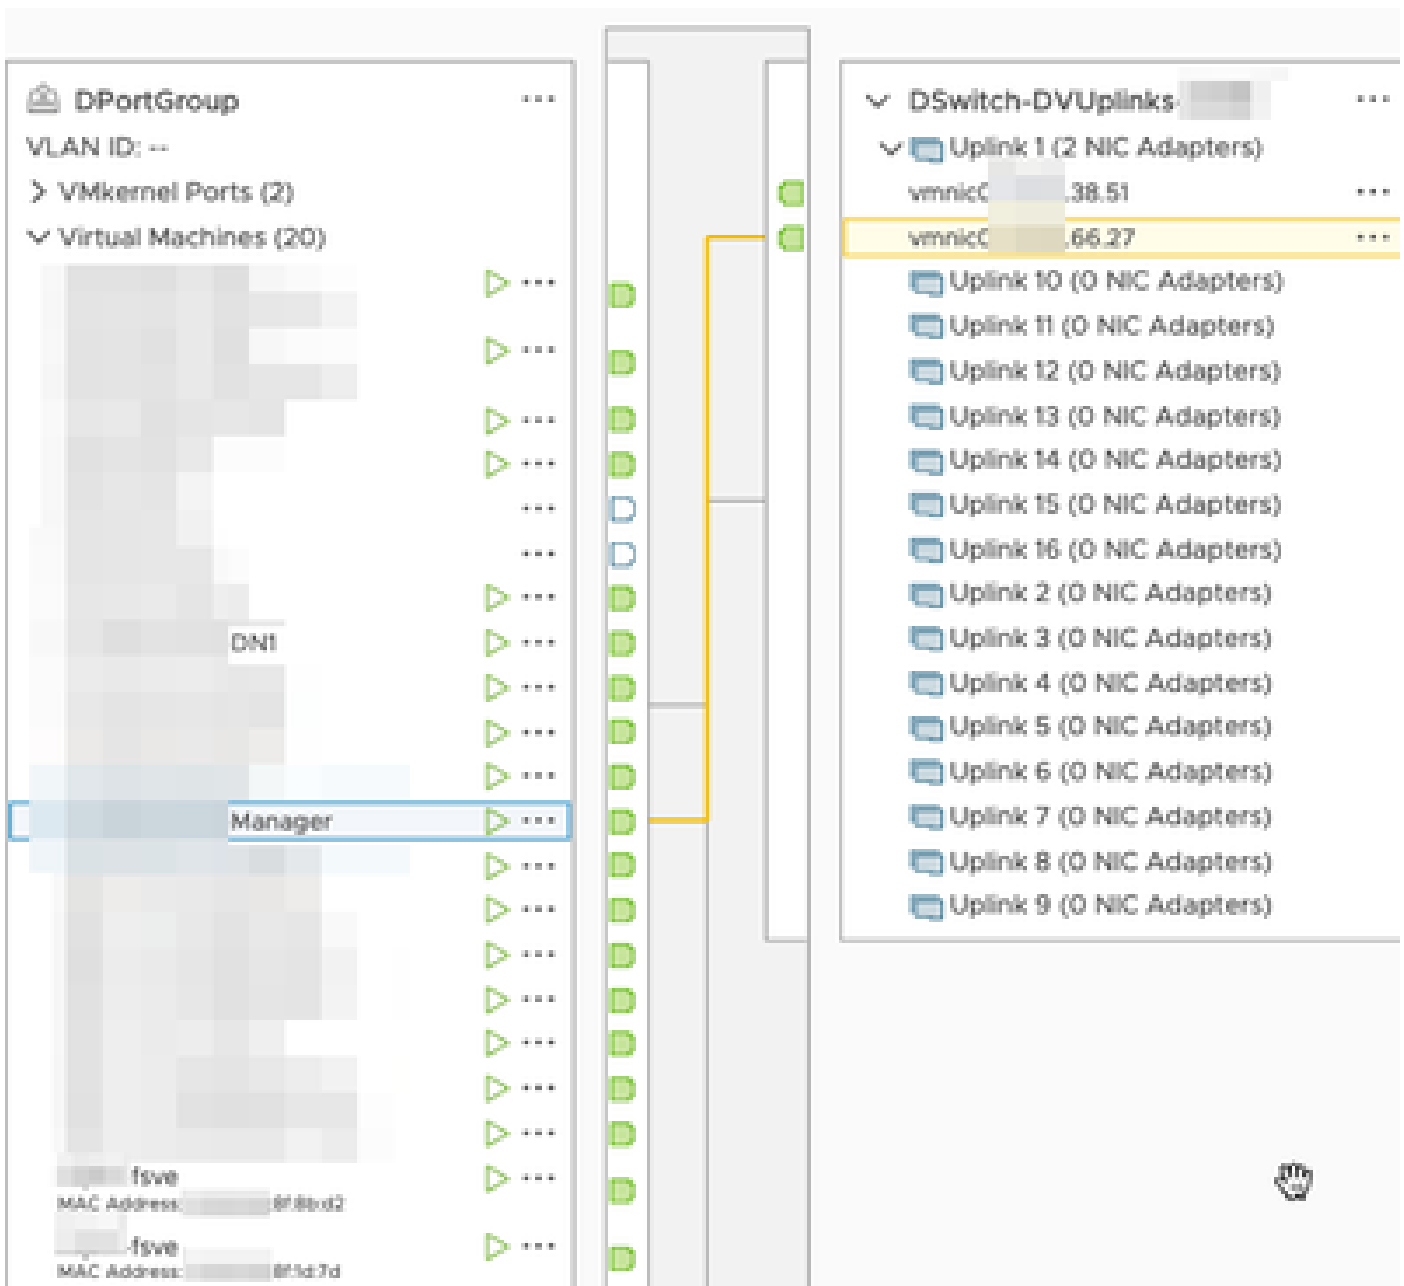 DPortGroup ...
VLAN ID: --
VMkernel Ports (2)
Virtual Machines (20)
DN1
Manager
fsve
MAC Address: 8f:8b:d2
-fsve
MAC Address: 8f:1d:7d
DSwitch-DVUplinks- ...
Uplink 1 (2 NIC Adapters)
vmnic0 .38.51 ...
vmnic0 .66.27 ...
Uplink 10 (0 NIC Adapters)
Uplink 11 (0 NIC Adapters)
Uplink 12 (0 NIC Adapters)
Uplink 13 (0 NIC Adapters)
Uplink 14 (0 NIC Adapters)
Uplink 15 (0 NIC Adapters)
Uplink 16 (0 NIC Adapters)
Uplink 2 (0 NIC Adapters)
Uplink 3 (0 NIC Adapters)
Uplink 4 (0 NIC Adapters)
Uplink 5 (0 NIC Adapters)
Uplink 6 (0 NIC Adapters)
Uplink 7 (0 NIC Adapters)
Uplink 8 (0 NIC Adapters)
Uplink 9 (0 NIC Adapters)